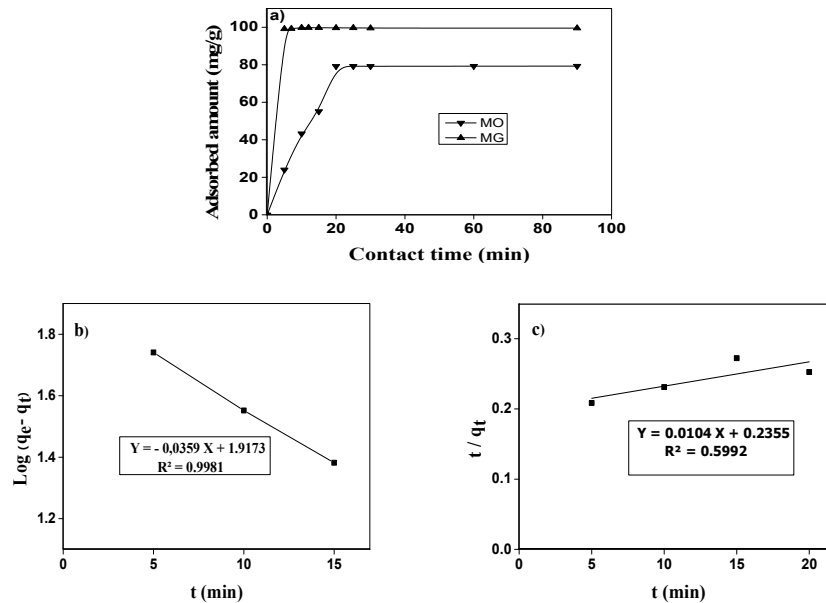 a)
100
80
60
40
20
0
0 20 40 60 80 100
Adsorbed amount (mg/g)
Contact time (min)
MO
MG
b)
1.8
1.6
1.4
1.2
0 5 10 15
Log (qe- qt)
t (min)
Y = - 0,0359 X + 1.9173
R² = 0.9981
c)
0.3
0.2
0.1
0.0
0 5 10 15 20
t / qt
t (min)
Y = 0.0104 X + 0.2355
R² = 0.5992